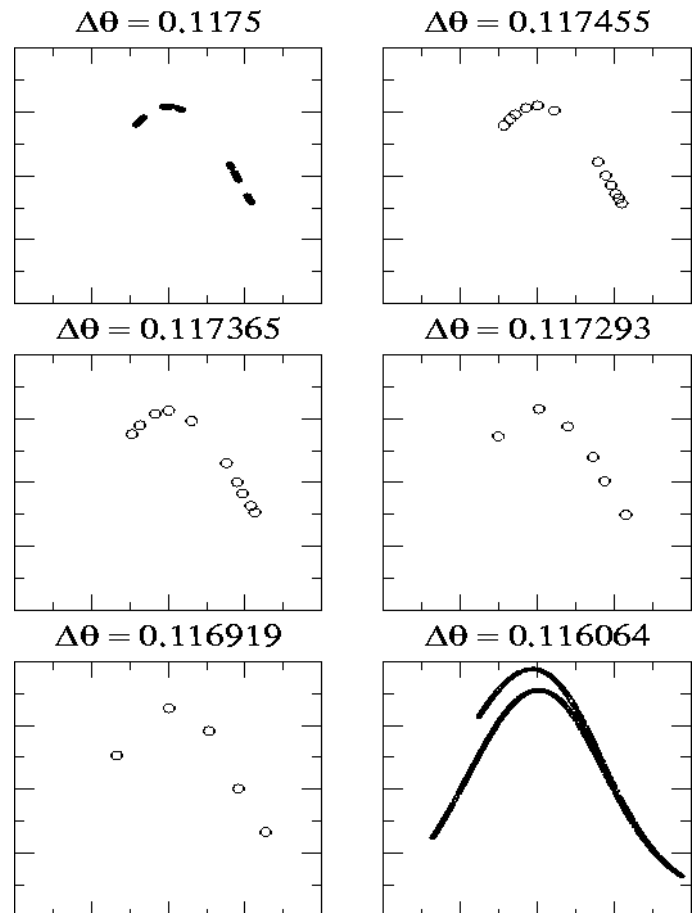 Δθ = 0.1175
Δθ = 0.117455
Δθ = 0.117365
Δθ = 0.117293
Δθ = 0.116919
Δθ = 0.116064